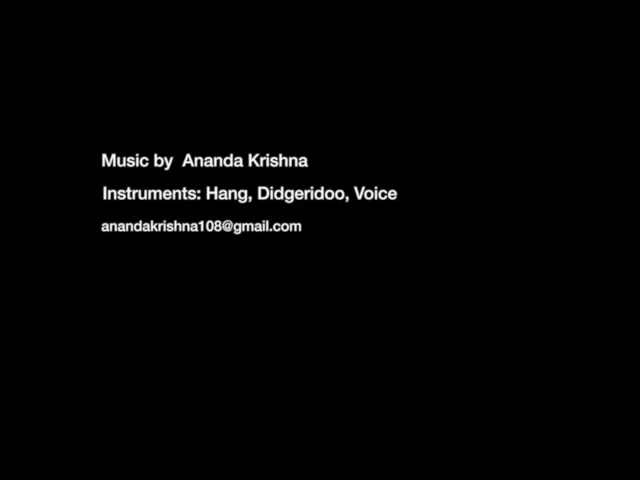 Music by  Ananda Krishna
Instruments: Hang, Didgeridoo, Voice
anandakrishna108@gmail.com